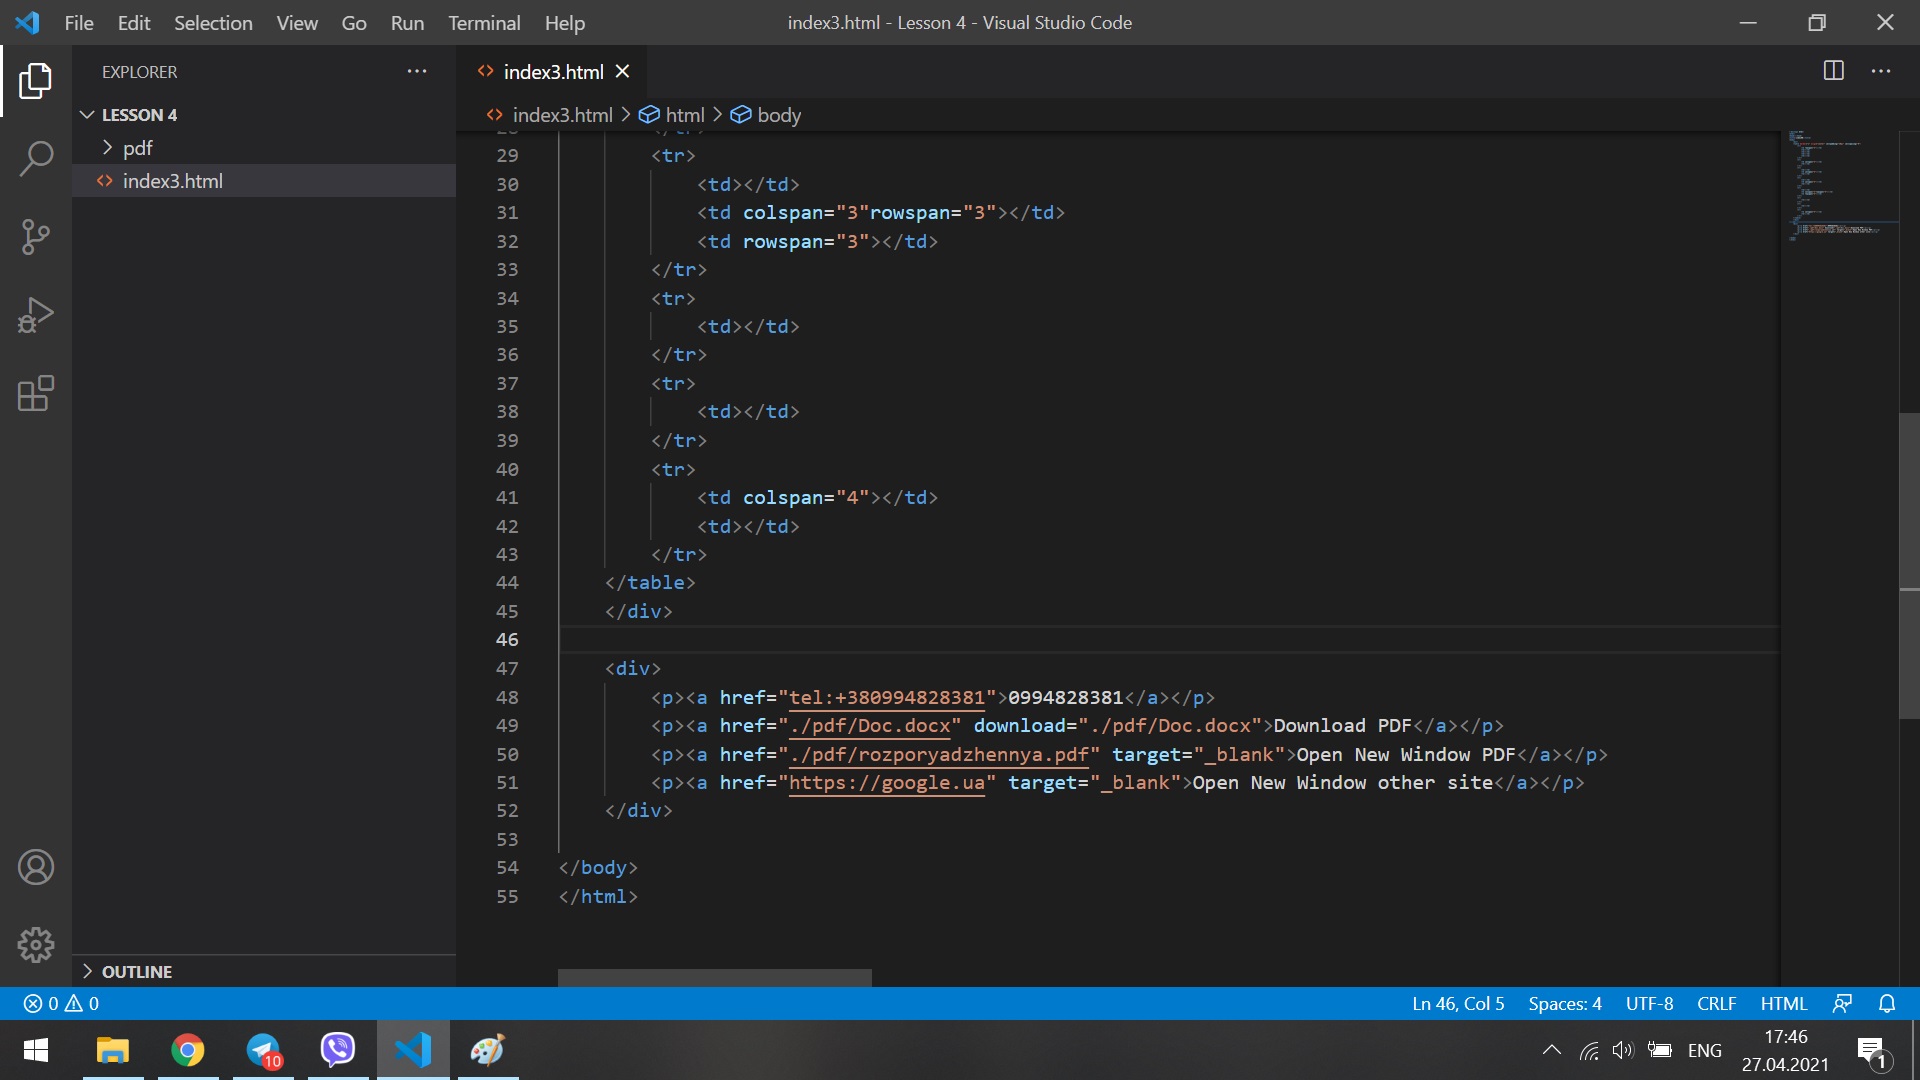 File Edit Selection View Go Run Terminal Help
index3.html - Lesson 4 - Visual Studio Code
EXPLORER
LESSON 4
pdf
index3.html
OUTLINE
index3.html
index3.html > html > body
29 <tr>
30 <td></td>
31 <td colspan="3"rowspan="3"></td>
32 <td rowspan="3"></td>
33 </tr>
34 <tr>
35 <td></td>
36 </tr>
37 <tr>
38 <td></td>
39 </tr>
40 <tr>
41 <td colspan="4"></td>
42 <td></td>
43 </tr>
44 </table>
45 </div>
46
47 <div>
48 <p><a href="tel:+380994828381">0994828381</a></p>
49 <p><a href="./pdf/Doc.docx" download="./pdf/Doc.docx">Download PDF</a></p>
50 <p><a href="./pdf/rozporyadzhennya.pdf" target="_blank">Open New Window PDF</a></p>
51 <p><a href="https://google.ua" target="_blank">Open New Window other site</a></p>
52 </div>
53
54 </body>
55 </html>
0 0
Ln 46, Col 5 Spaces: 4 UTF-8 CRLF HTML
10
ENG
17:46
27.04.2021
1